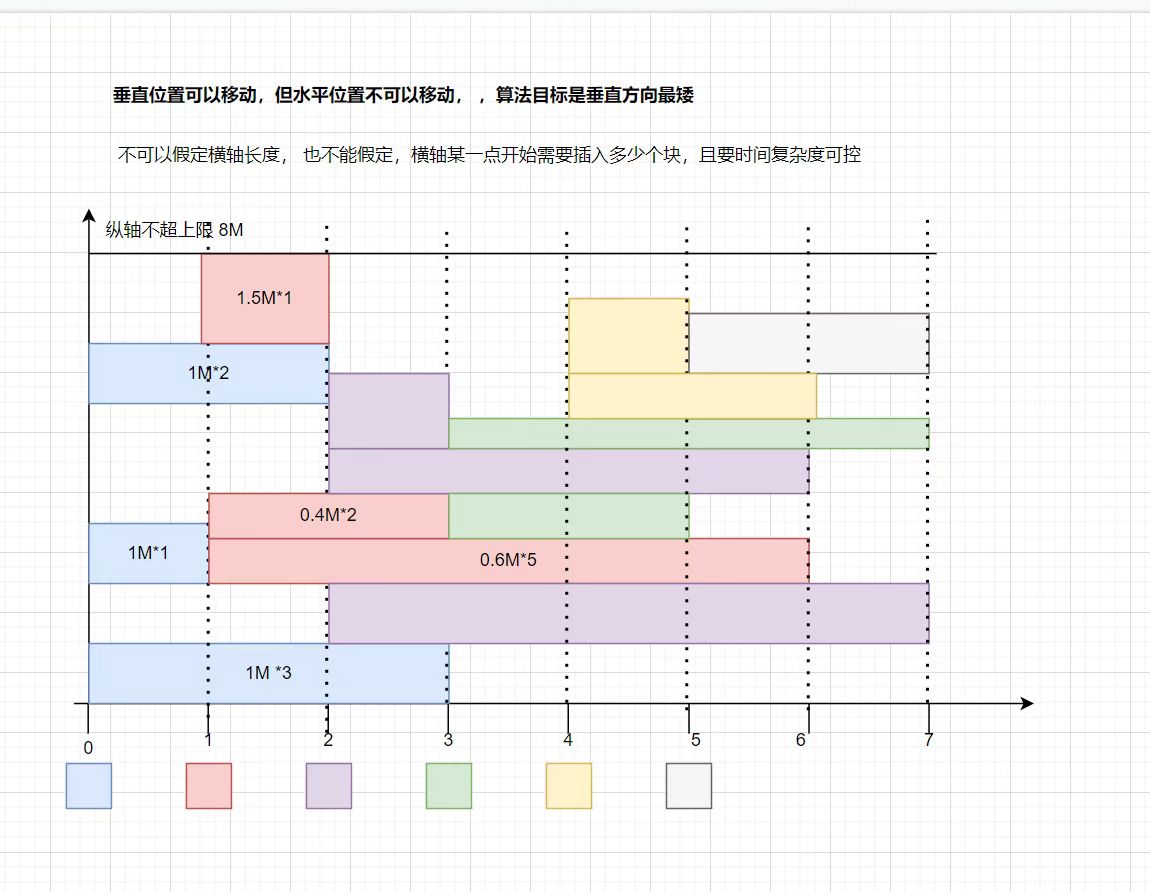 垂直位置可以移动，但水平位置不可以移动，，算法目标是垂直方向最矮
不可以假定横轴长度， 也不能假定，横轴某一点开始需要插入多少个块，且要时间复杂度可控
纵轴不超上限 8M
1.5M*1
1M*2
0.4M*2
1M*1
0.6M*5
1M *3
0 1 2 3 4 5 6 7